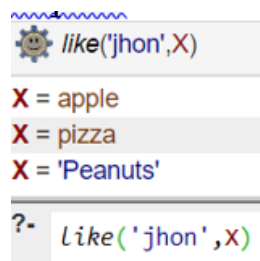 like('jhon',X)
X = apple
X = pizza
X = 'Peanuts'
?- like('jhon',X)